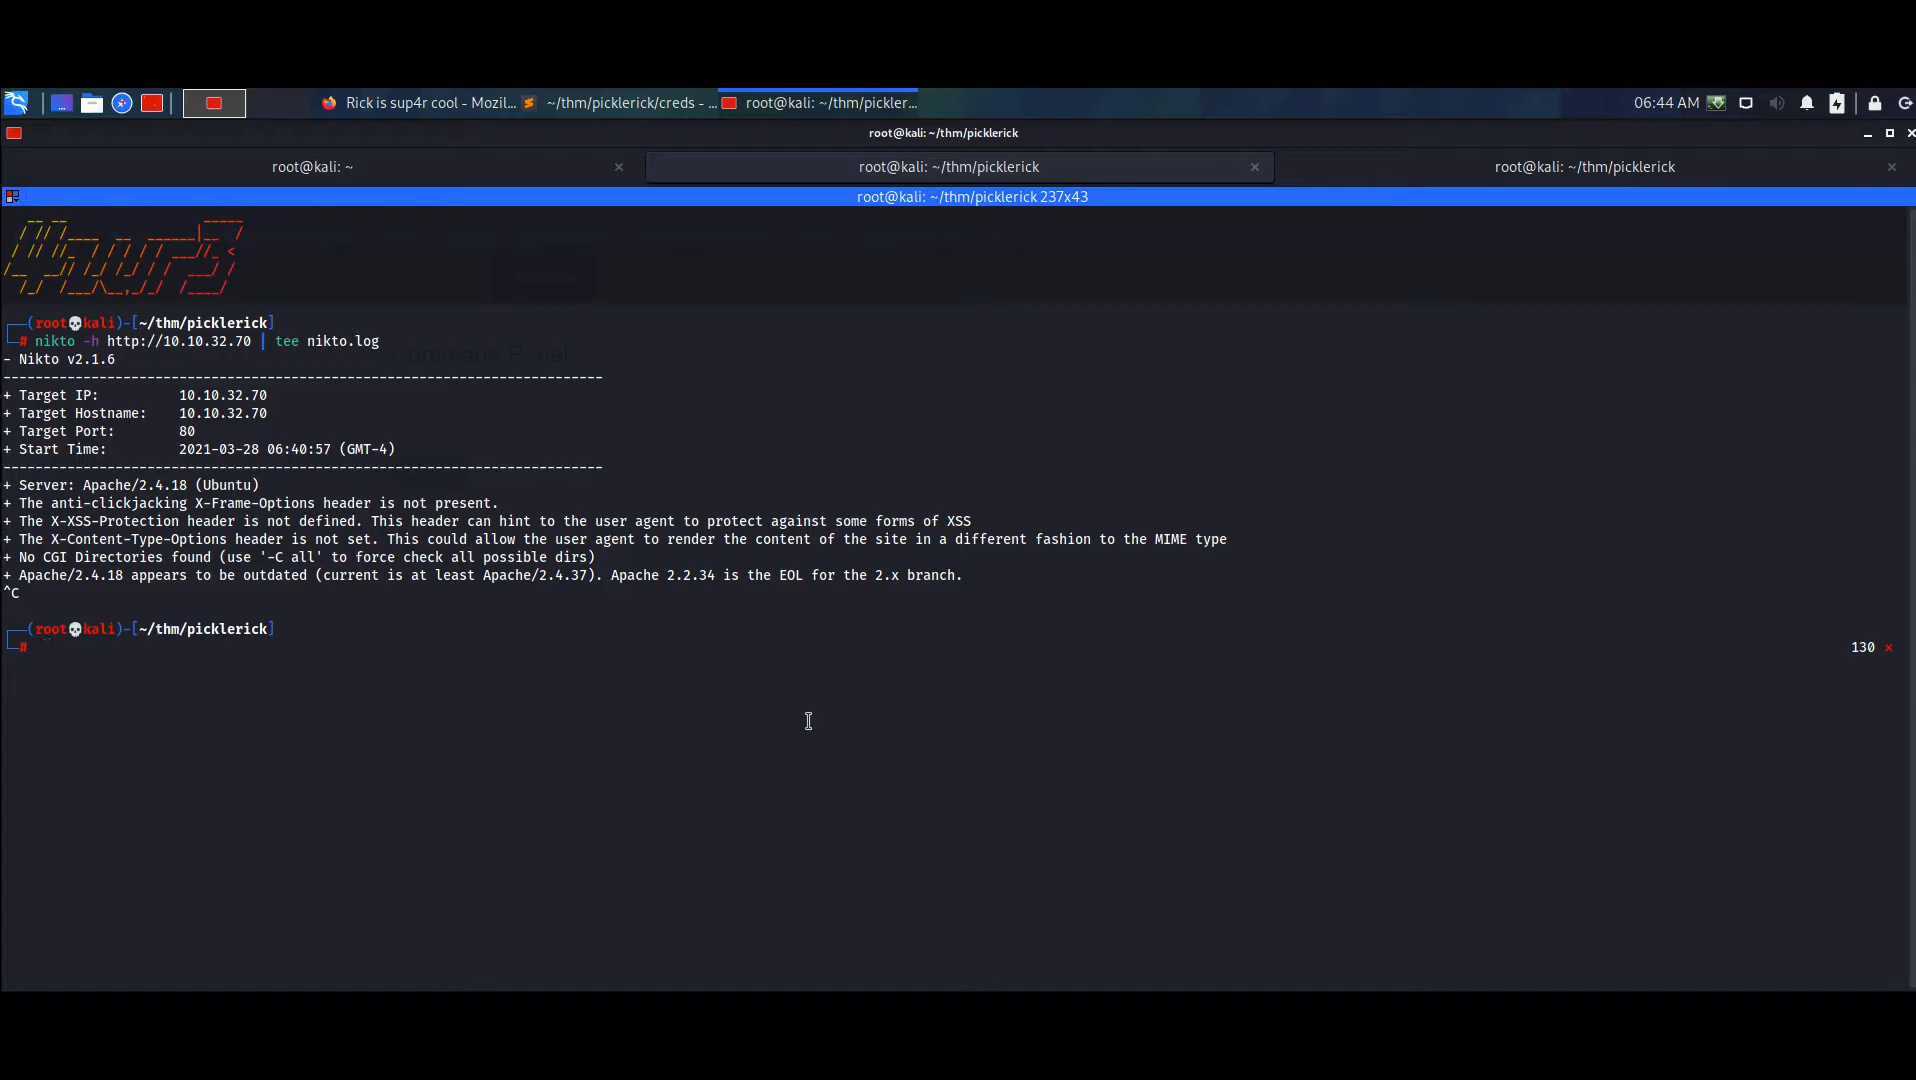 Rick is sup4r cool - Mozil... ~/thm/picklerick/creds - ... root@kali: ~/thm/pickler... 06:44 AM
root@kali: ~/thm/picklerick
root@kali: ~ root@kali: ~/thm/picklerick root@kali: ~/thm/picklerick
root@kali: ~/thm/picklerick 237x43
(root💀kali)-[~/thm/picklerick]
# nikto -h http://10.10.32.70 | tee nikto.log
- Nikto v2.1.6
---------------------------------------------------------------------------
+ Target IP:          10.10.32.70
+ Target Hostname:    10.10.32.70
+ Target Port:        80
+ Start Time:         2021-03-28 06:40:57 (GMT-4)
---------------------------------------------------------------------------
+ Server: Apache/2.4.18 (Ubuntu)
+ The anti-clickjacking X-Frame-Options header is not present.
+ The X-XSS-Protection header is not defined. This header can hint to the user agent to protect against some forms of XSS
+ The X-Content-Type-Options header is not set. This could allow the user agent to render the content of the site in a different fashion to the MIME type
+ No CGI Directories found (use '-C all' to force check all possible dirs)
+ Apache/2.4.18 appears to be outdated (current is at least Apache/2.4.37). Apache 2.2.34 is the EOL for the 2.x branch.
^C
(root💀kali)-[~/thm/picklerick]
# 130 ×